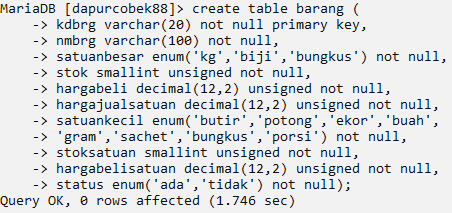 MariaDB [dapurcobek88]> create table barang (
    -> kdbrg varchar(20) not null primary key,
    -> nmbrg varchar(100) not null,
    -> satuanbesar enum('kg','biji','bungkus') not null,
    -> stok smallint unsigned not null,
    -> hargabeli decimal(12,2) unsigned not null,
    -> hargajualsatuan decimal(12,2) unsigned not null,
    -> satuankecil enum('butir','potong','ekor','buah',
    -> 'gram','sachet','bungkus','porsi') not null,
    -> stoksatuan smallint unsigned not null,
    -> hargabelisatuan decimal(12,2) unsigned not null,
    -> status enum('ada','tidak') not null);
Query OK, 0 rows affected (1.746 sec)